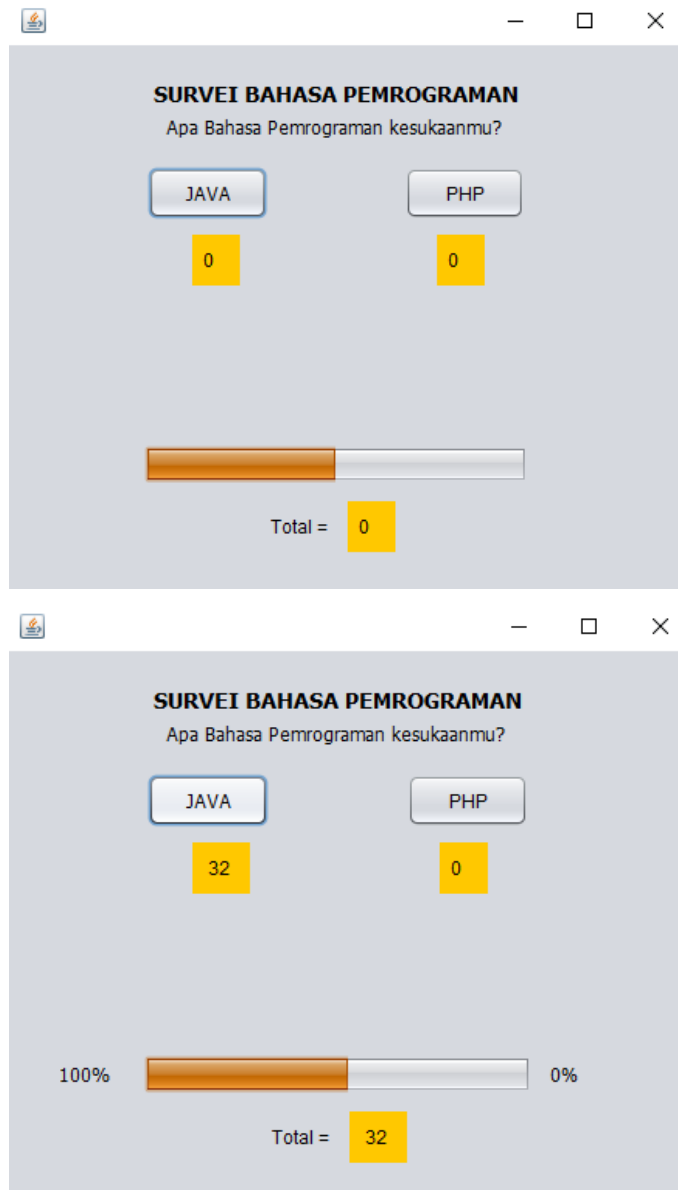 SURVEI BAHASA PEMROGRAMAN
Apa Bahasa Pemrograman kesukaanmu?
JAVA PHP
0 0
Total = 0
SURVEI BAHASA PEMROGRAMAN
Apa Bahasa Pemrograman kesukaanmu?
JAVA PHP
32 0
100% 0%
Total = 32